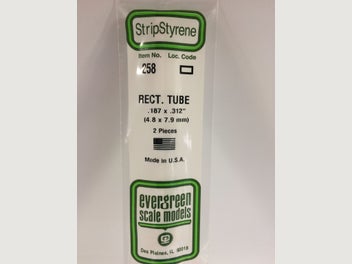 StripStyrene
Item No. Loc. Code
258
RECT. TUBE
.187 x .312"
(4.8 x 7.9 mm)
2 Pieces
Made in U.S.A.
evergreen
scale models
Des Plaines, IL 60018